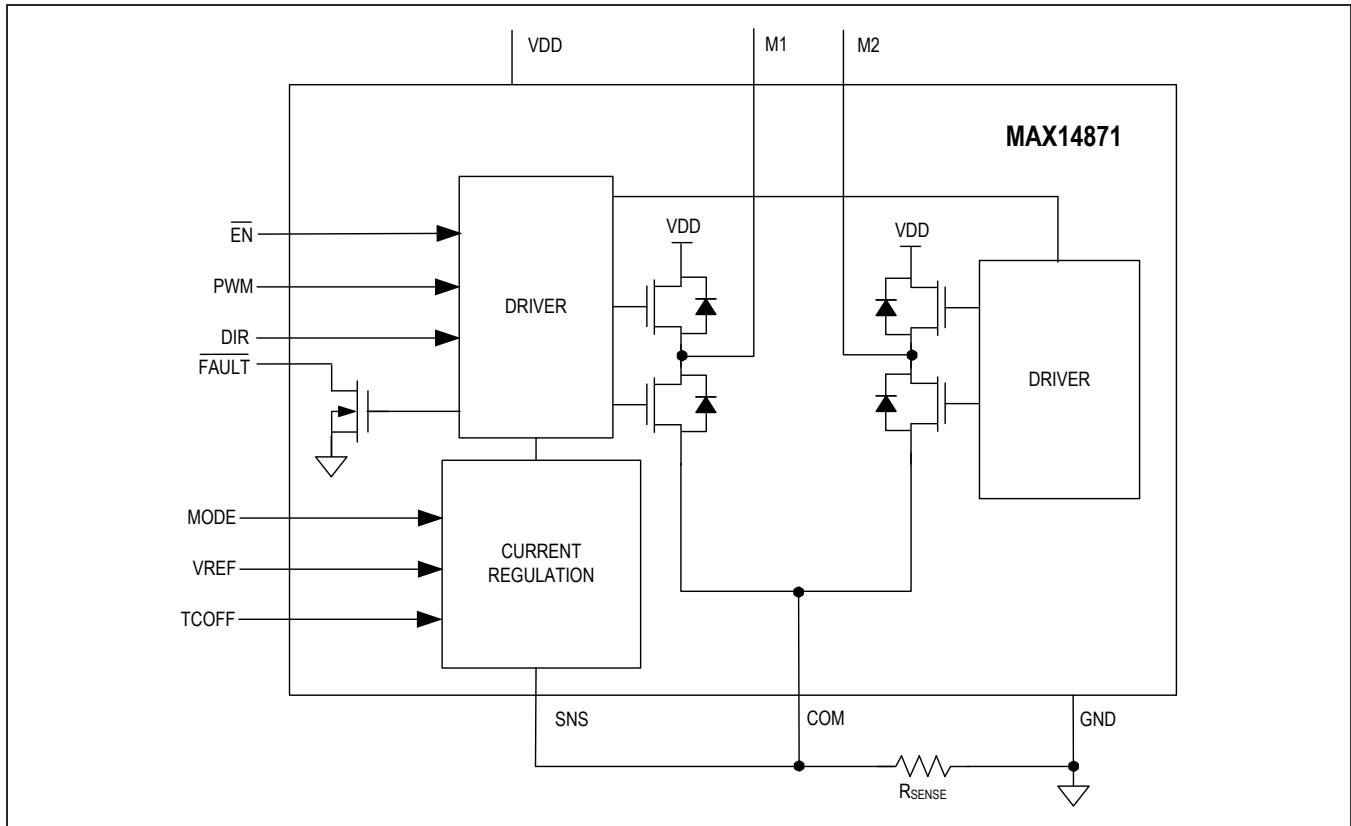 VDD
M1
M2
MAX14871
EN
PWM
DIR
FAULT
DRIVER
VDD
VDD
DRIVER
MODE
VREF
TCOFF
CURRENT
REGULATION
SNS
COM
GND
RSENSE